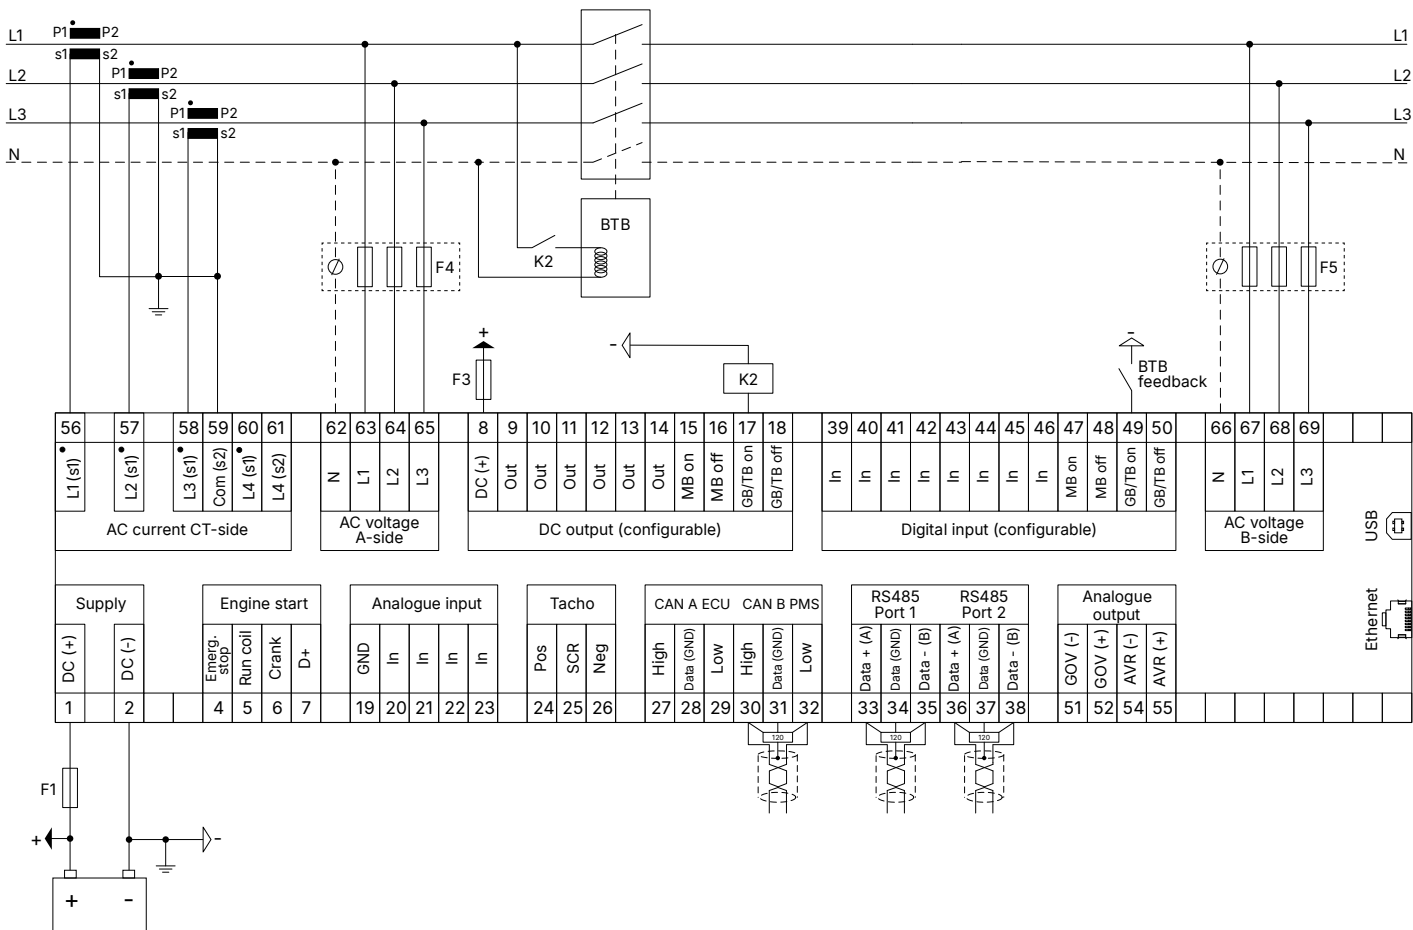 P1 P2
L1 L1
s1 s2
P1 P2
L2 L2
s1 s2
P1 P2
L3 L3
s1 s2
N N
BTB
K2
F4
F5
+
-
-
F3
K2
BTB
feedback
56 57 58 59 60 61 62 63 64 65 8 9 10 11 12 13 14 15 16 17 18 39 40 41 42 43 44 45 46 47 48 49 50 66 67 68 69
L1 (s1)
L2 (s1)
L3 (s1)
Com (s2)
L4 (s1)
L4 (s2)
N
L1
L2
L3
DC (+)
Out
Out
Out
Out
Out
Out
MB on
MB off
GB/TB on
GB/TB off
In
In
In
In
In
In
In
In
MB on
MB off
GB/TB on
GB/TB off
N
L1
L2
L3
AC current CT-side
AC voltage
A-side
DC output (configurable)
Digital input (configurable)
AC voltage
B-side
USB
Ethernet
Supply
Engine start
Analogue input
Tacho
CAN A ECU
CAN B PMS
RS485
Port 1
RS485
Port 2
Analogue
output
DC (+)
DC (-)
Emerg.
stop
Run coil
Crank
D+
GND
In
In
In
In
Pos
SCR
Neg
High
Data (GND)
Low
High
Data (GND)
Low
Data + (A)
Data (GND)
Data - (B)
Data + (A)
Data (GND)
Data - (B)
GOV (-)
GOV (+)
AVR (-)
AVR (+)
1 2 4 5 6 7 19 20 21 22 23 24 25 26 27 28 29 30 31 32 33 34 35 36 37 38 51 52 54 55
120 120 120
F1
+ -
+ -